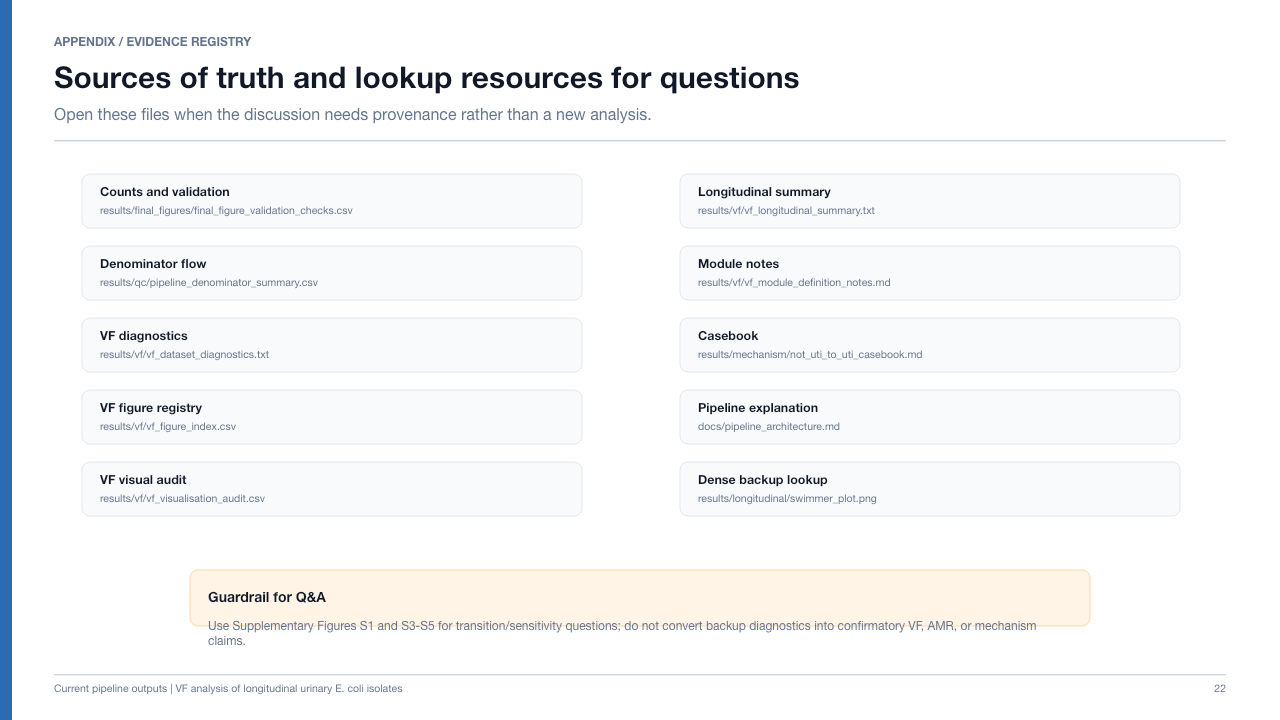 APPENDIX / EVIDENCE REGISTRY
Sources of truth and lookup resources for questions
Open these files when the discussion needs provenance rather than a new analysis.
Counts and validation
results/final_figures/final_figure_validation_checks.csv
Denominator flow
results/qc/pipeline_denominator_summary.csv
VF diagnostics
results/vf/vf_dataset_diagnostics.txt
VF figure registry
results/vf/vf_figure_index.csv
VF visual audit
results/vf/vf_visualisation_audit.csv
Longitudinal summary
results/vf/vf_longitudinal_summary.txt
Module notes
results/vf/vf_module_definition_notes.md
Casebook
results/mechanism/not_uti_to_uti_casebook.md
Pipeline explanation
docs/pipeline_architecture.md
Dense backup lookup
results/longitudinal/swimmer_plot.png
Guardrail for Q&A
Use Supplementary Figures S1 and S3-S5 for transition/sensitivity questions; do not convert backup diagnostics into confirmatory VF, AMR, or mechanism
claims.
Current pipeline outputs | VF analysis of longitudinal urinary E. coli isolates
22